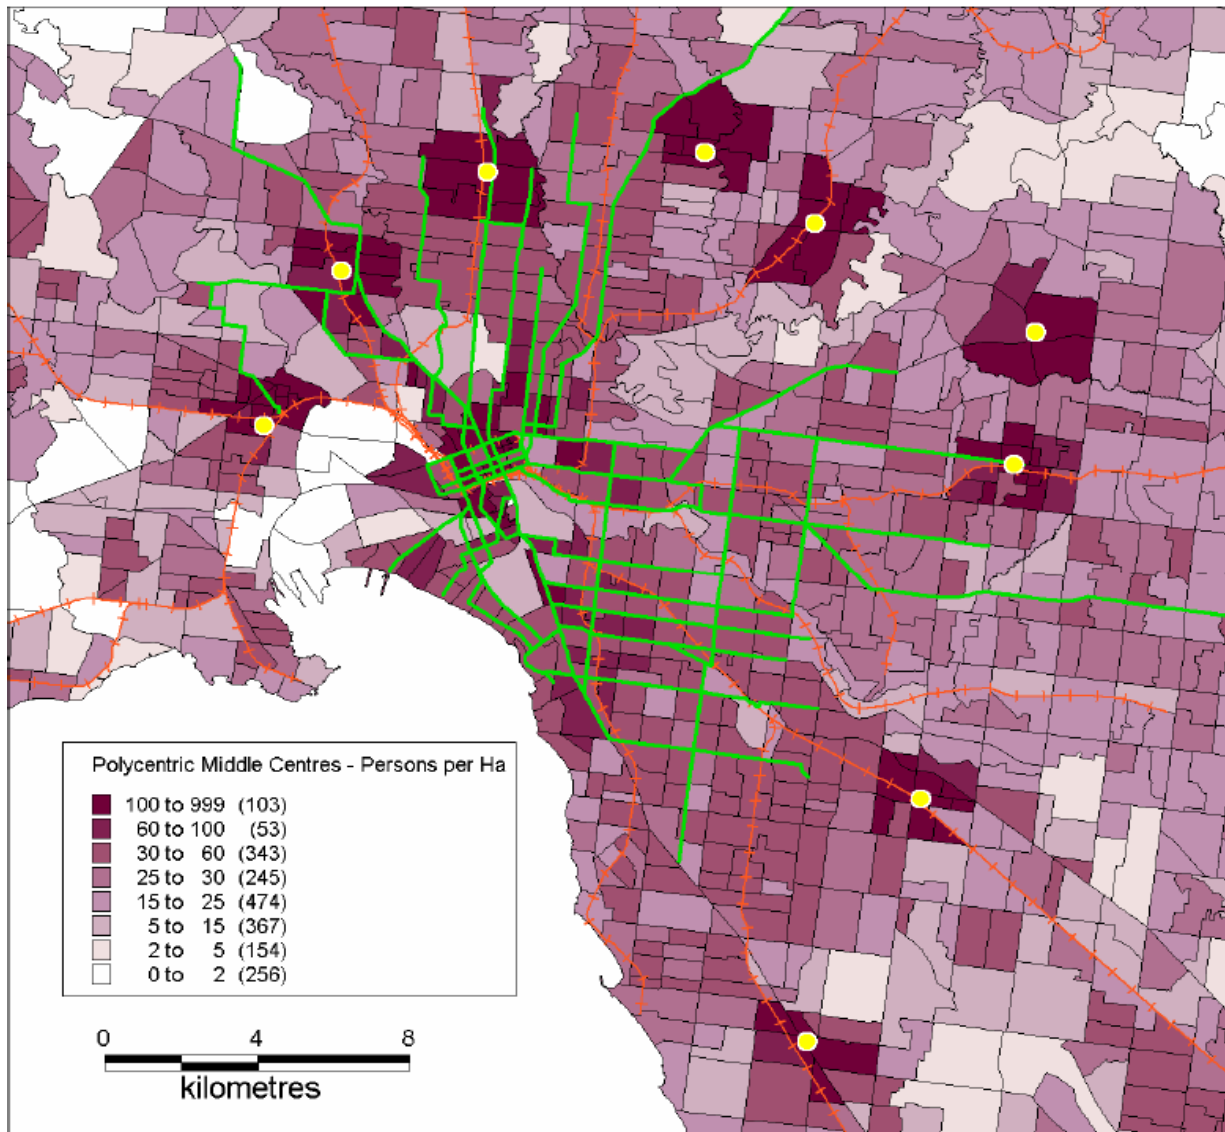 Polycentric Middle Centres - Persons per Ha
100 to 999 (103)
60 to 100 (53)
30 to 60 (343)
25 to 30 (245)
15 to 25 (474)
5 to 15 (367)
2 to 5 (154)
0 to 2 (256)
0 4 8
kilometres